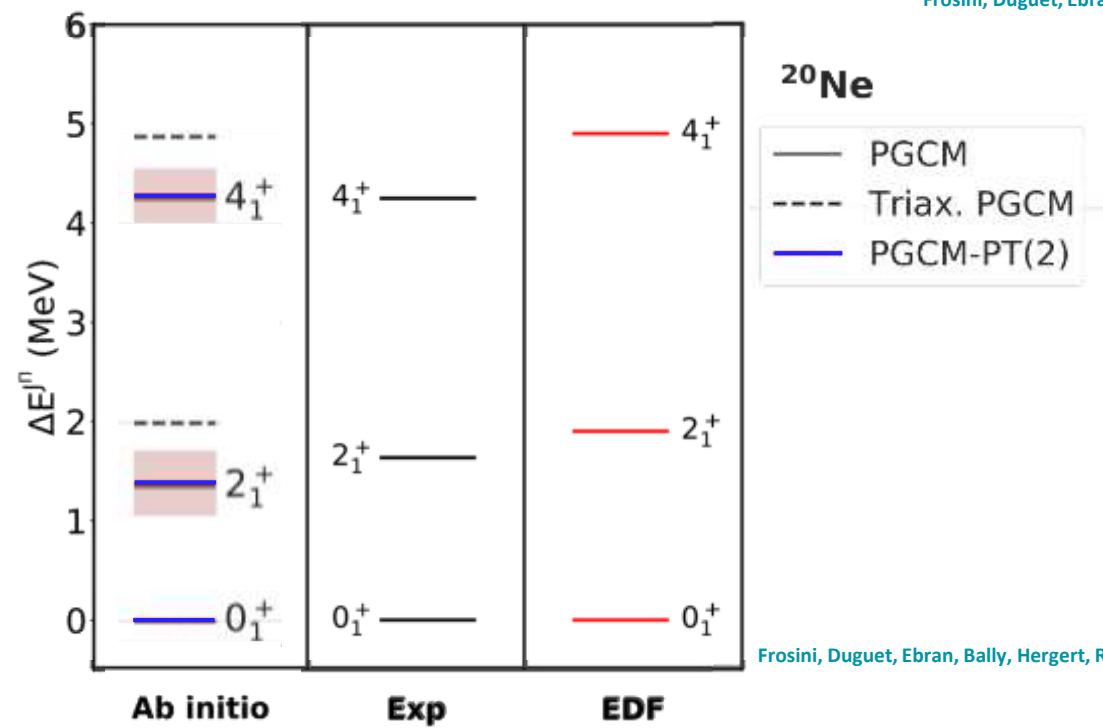 Frosini, Duguet,
6
5
4
3
2
1
0
ΔE^{J^Π} (MeV)
4₁⁺
2₁⁺
0₁⁺
4₁⁺
2₁⁺
0₁⁺
4₁⁺
2₁⁺
0₁⁺
Ab initio
Exp
EDF
²⁰Ne
PGCM
Triax. PGCM
PGCM-PT(2)
Frosini, Duguet, Ebran, Bally, Hergert,